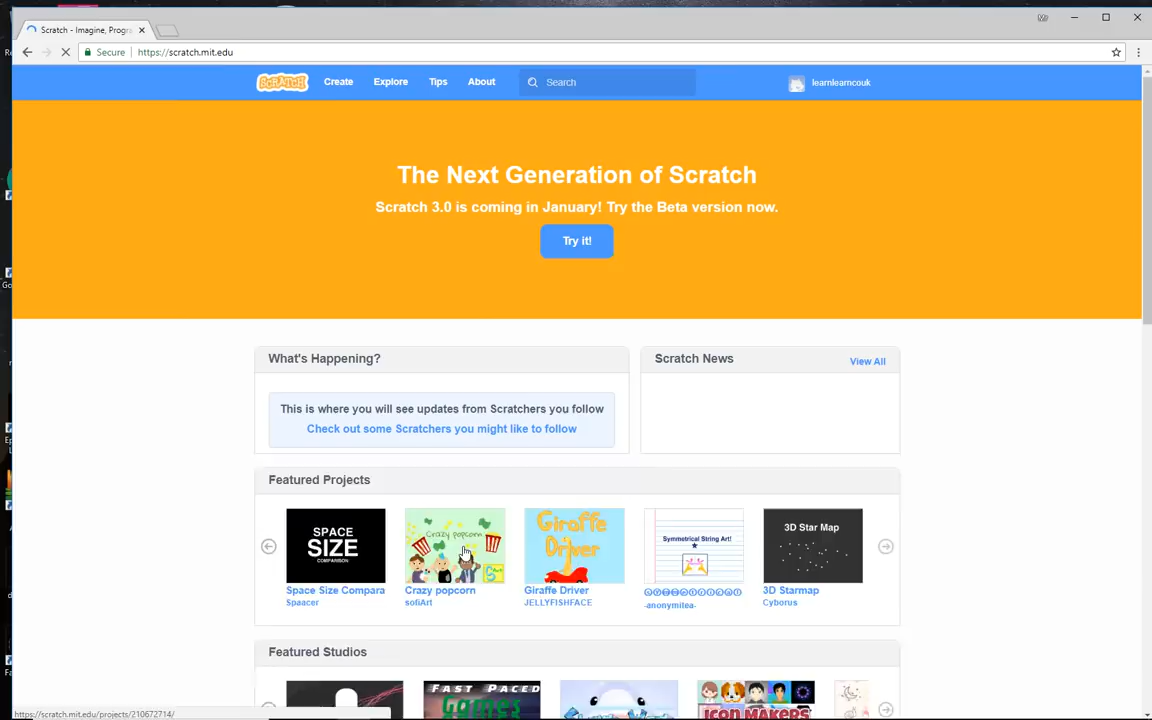 Scratch - Imagine, Progra
Secure | https://scratch.mit.edu
SCRATCH Create Explore Tips About Search learnlearncouk
The Next Generation of Scratch
Scratch 3.0 is coming in January! Try the Beta version now.
Try it!
What's Happening?
Scratch News View All
This is where you will see updates from Scratchers you follow
Check out some Scratchers you might like to follow
Featured Projects
SPACE
SIZE
COMPARISON
Crazy popcorn
Giraffe
Driver
Symmetrical String Art!
3D Star Map
Space Size Compara
Spaacer
Crazy popcorn
sofiArt
Giraffe Driver
JELLYFISHFACE
-anonymilea-
3D Starmap
Cyborus
Featured Studios
FAST PACED
GAMES
ICON MAKERS
https://scratch.mit.edu/projects/210672714/